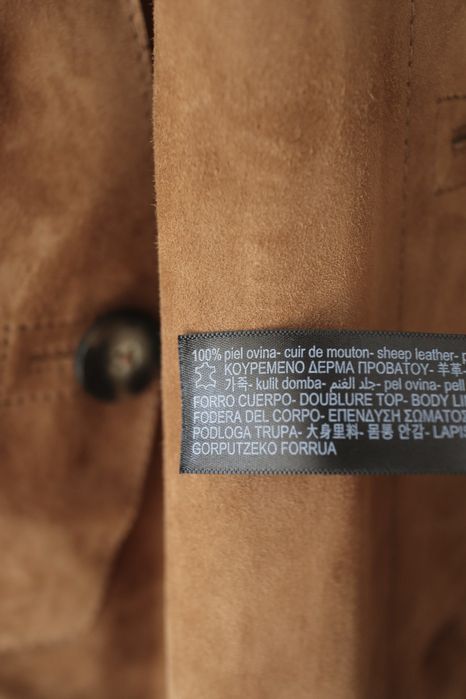 100% piel ovina- cuir de mouton- sheep leather- p
ΚΟΥΡΕΜΕΝΟ ΔΕΡΜΑ ΠΡΟΒΑΤΟΥ- 羊革-
가죽- kulit domba- جلد الغنم- pel ovina- pell
FORRO CUERPO- DOUBLURE TOP- BODY LI
FODERA DEL CORPO- ΕΠΕΝΔΥΣΗ ΣΩΜΑΤΟΣ
PODLOGA TRUPA- 大身里料- 몸통 안감- LAPIS
GORPUTZEKO FORRUA